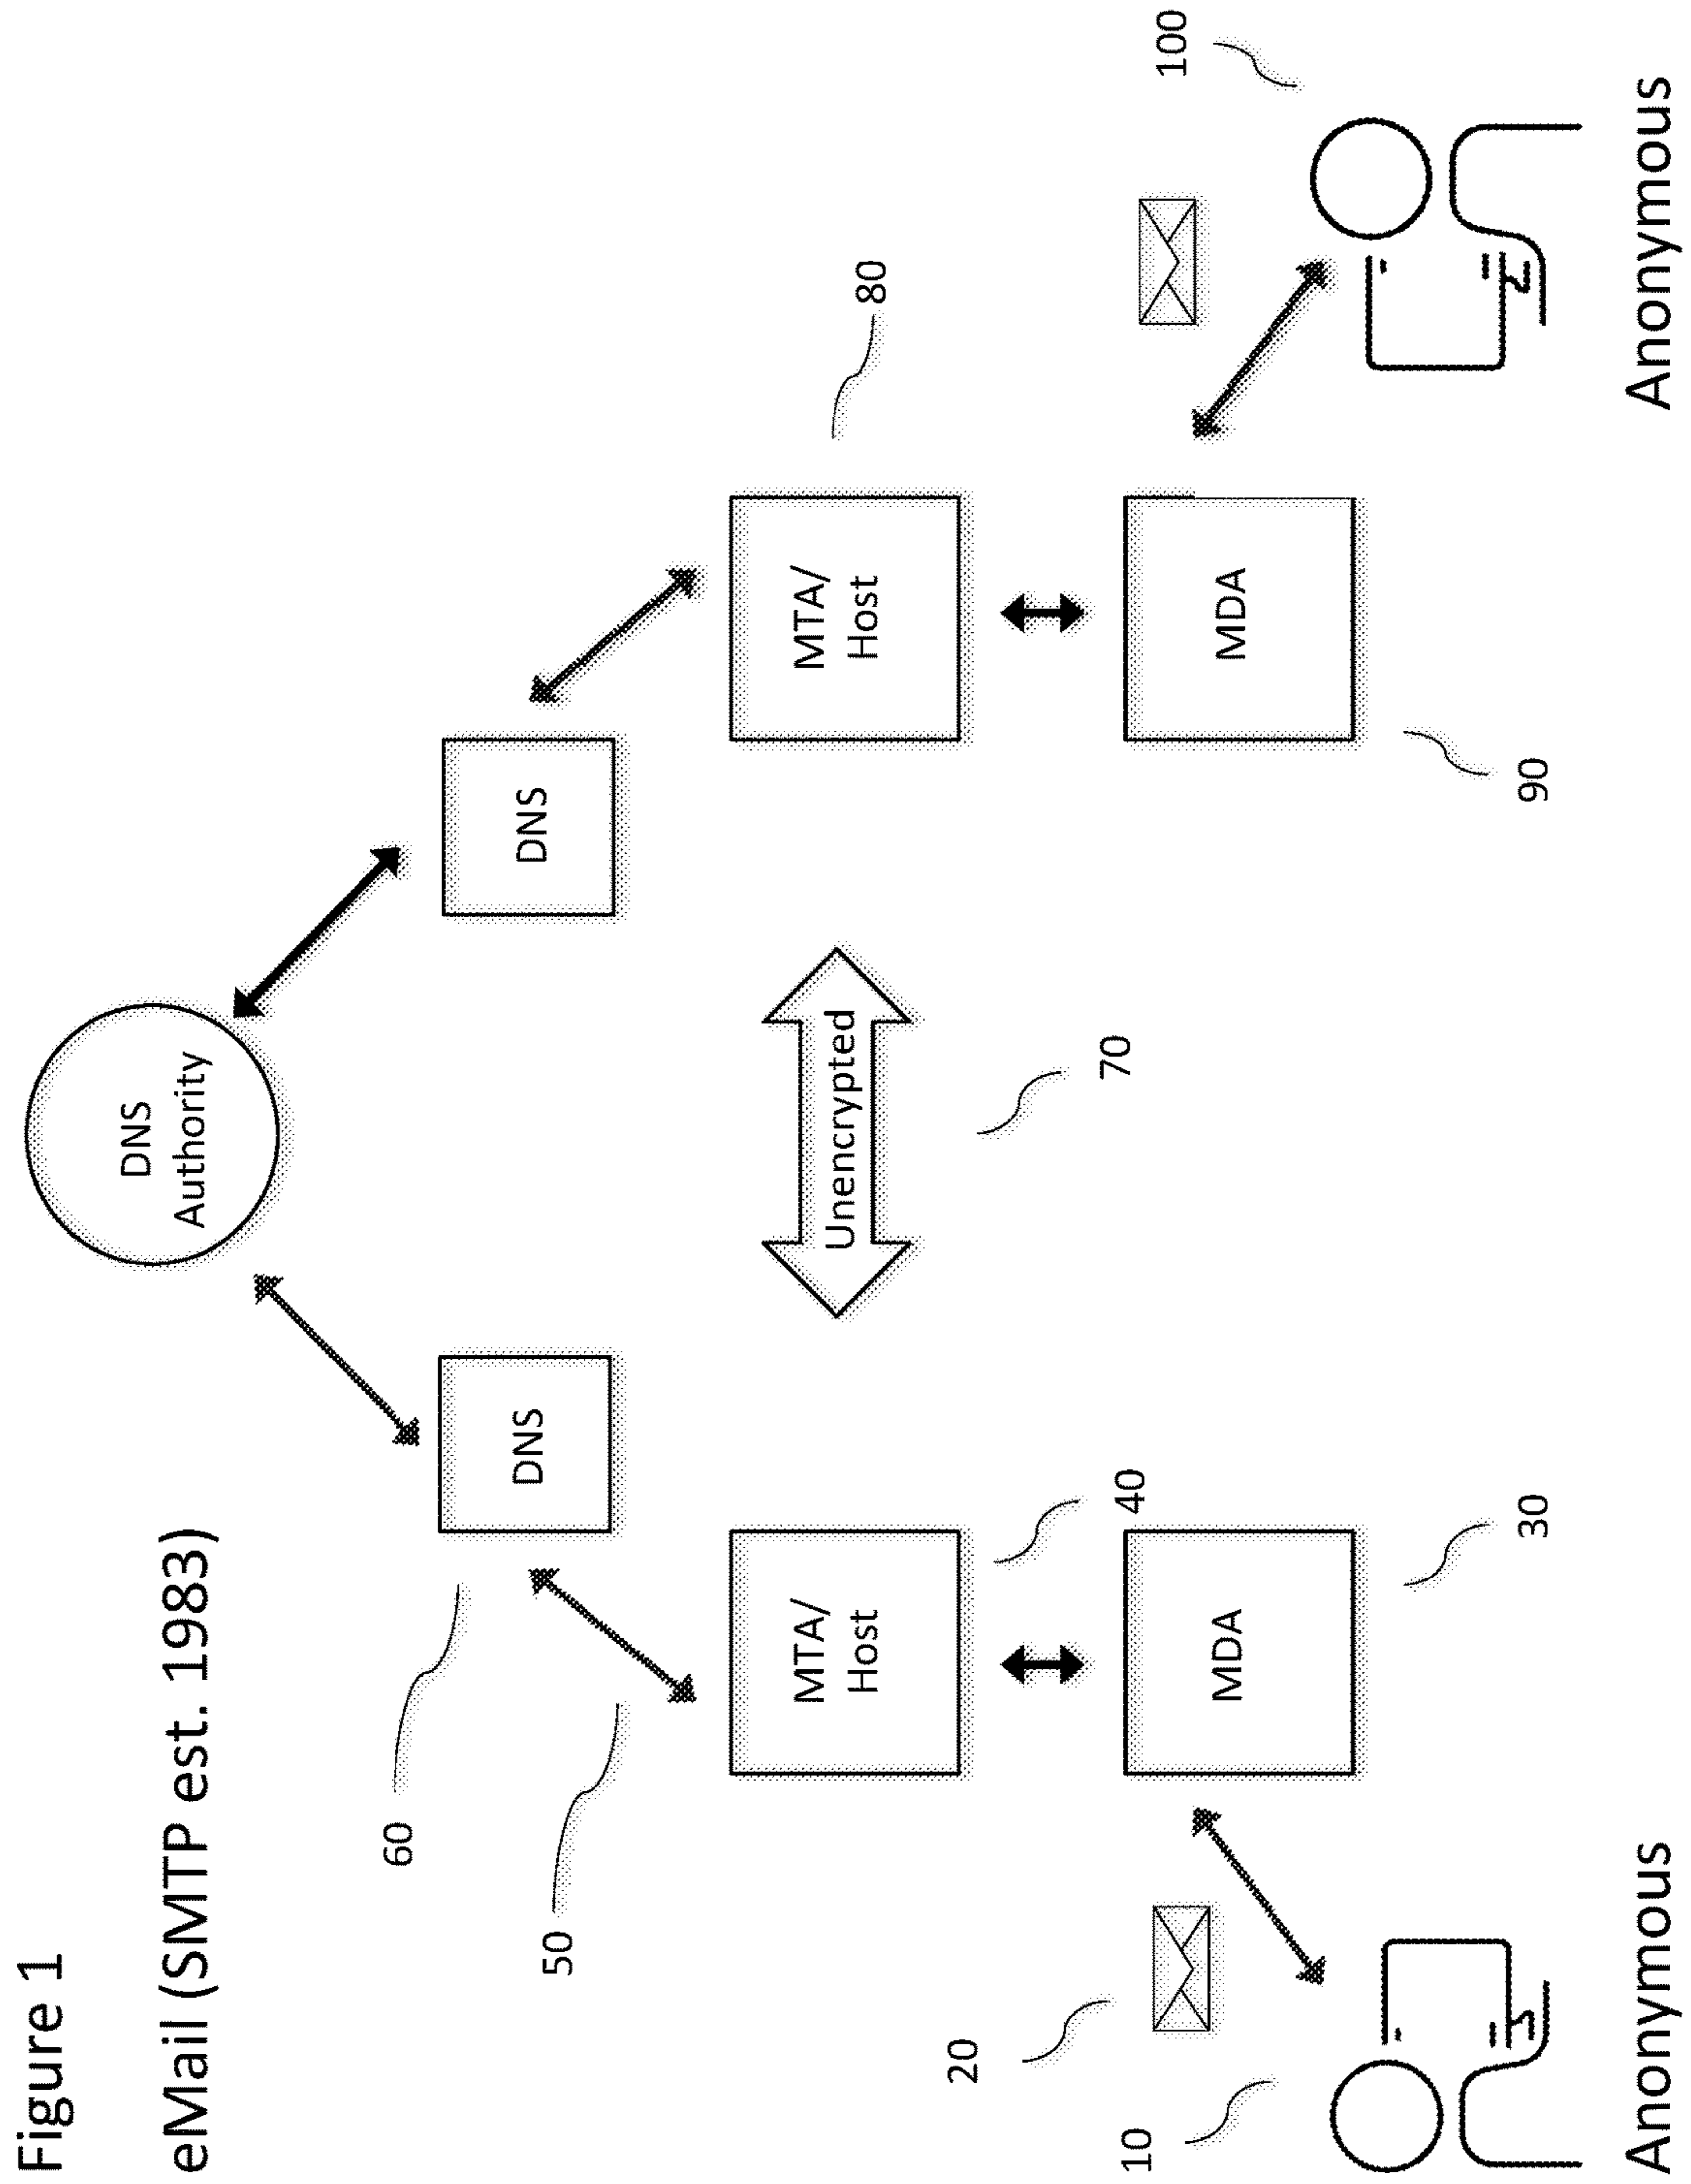 Figure 1
eMail (SMTP est. 1983)
DNS
Authority
60
DNS
DNS
50
MTA/
Host
40
Unencrypted
70
MTA/
Host
80
20
MDA
30
MDA
90
100
10
Anonymous
Anonymous